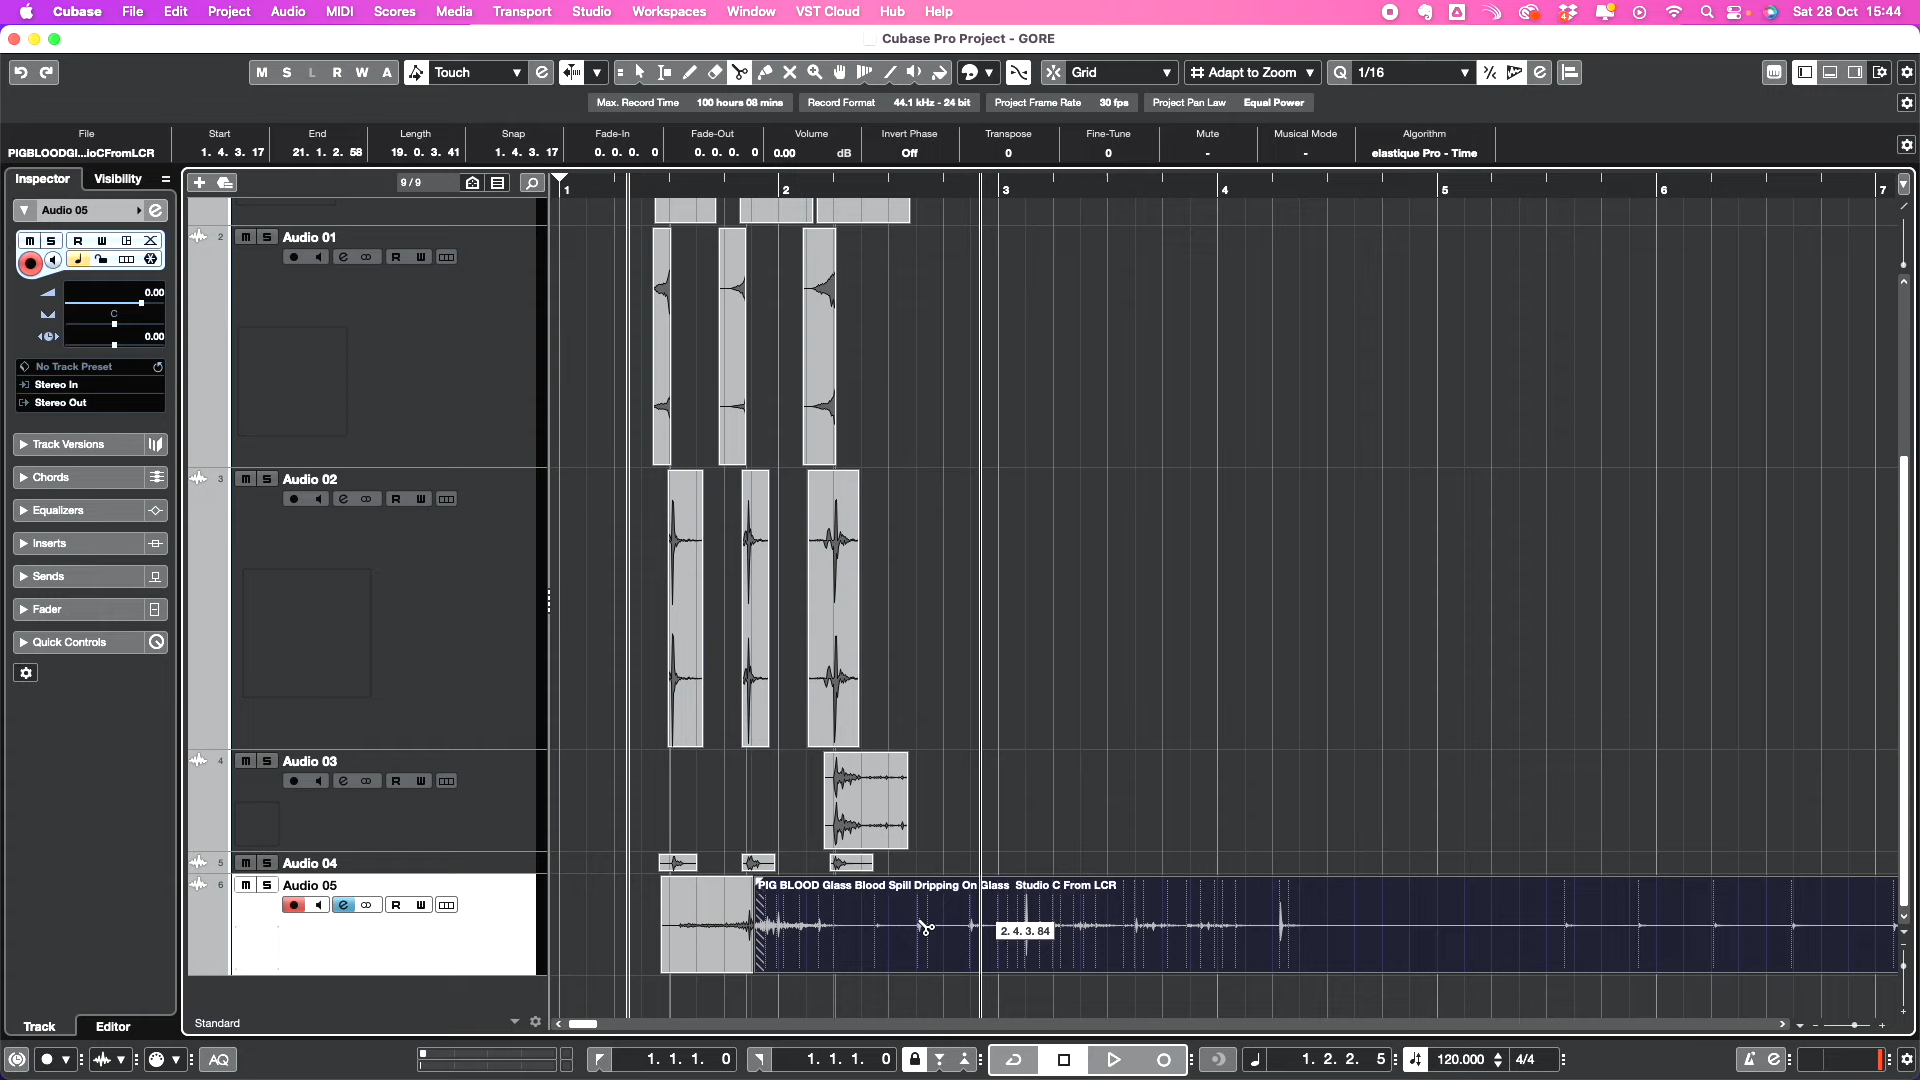 Cubase File Edit Project Audio MIDI Scores Media Transport Studio Workspaces Window VST Cloud Hub Help
Sat 28 Oct 15:44
Cubase Pro Project - GORE
M S L R W A Touch Grid Adapt to Zoom Q 1/16
Max. Record Time 100 hours 08 mins Record Format 44.1 kHz - 24 bit Project Frame Rate 30 fps Project Pan Law Equal Power
File Start End Length Snap Fade-In Fade-Out Volume Invert Phase Transpose Fine-Tune Mute Musical Mode Algorithm
PIGBLOODGI...ioCFromLCR 1. 4. 3. 17 21. 1. 2. 58 19. 0. 3. 41 1. 4. 3. 17 0. 0. 0. 0 0. 0. 0. 0 0.00 dB Off 0 0 - - elastique Pro - Time
Inspector Visibility
9/9
1 2 3 4 5 6 7
Audio 05
M S R W
0.00
C
0.00
No Track Preset
Stereo In
Stereo Out
Track Versions
Chords
Equalizers
Inserts
Sends
Fader
Quick Controls
2 m S Audio 01
e R W
3 m S Audio 02
e R W
4 m S Audio 03
e R W
5 m S Audio 04
6 m S Audio 05
e R W
PIG BLOOD Glass Blood Spill Dripping On Glass Studio C From LCR
2. 4. 3. 84
Track Editor
Standard
AQ 1. 1. 1. 0 1. 1. 1. 0 1. 2. 2. 5 120.000 4/4